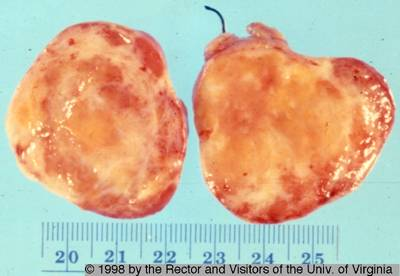 20 21 22 23 24 25
© 1998 by the Rector and Visitors of the Univ. of Virginia